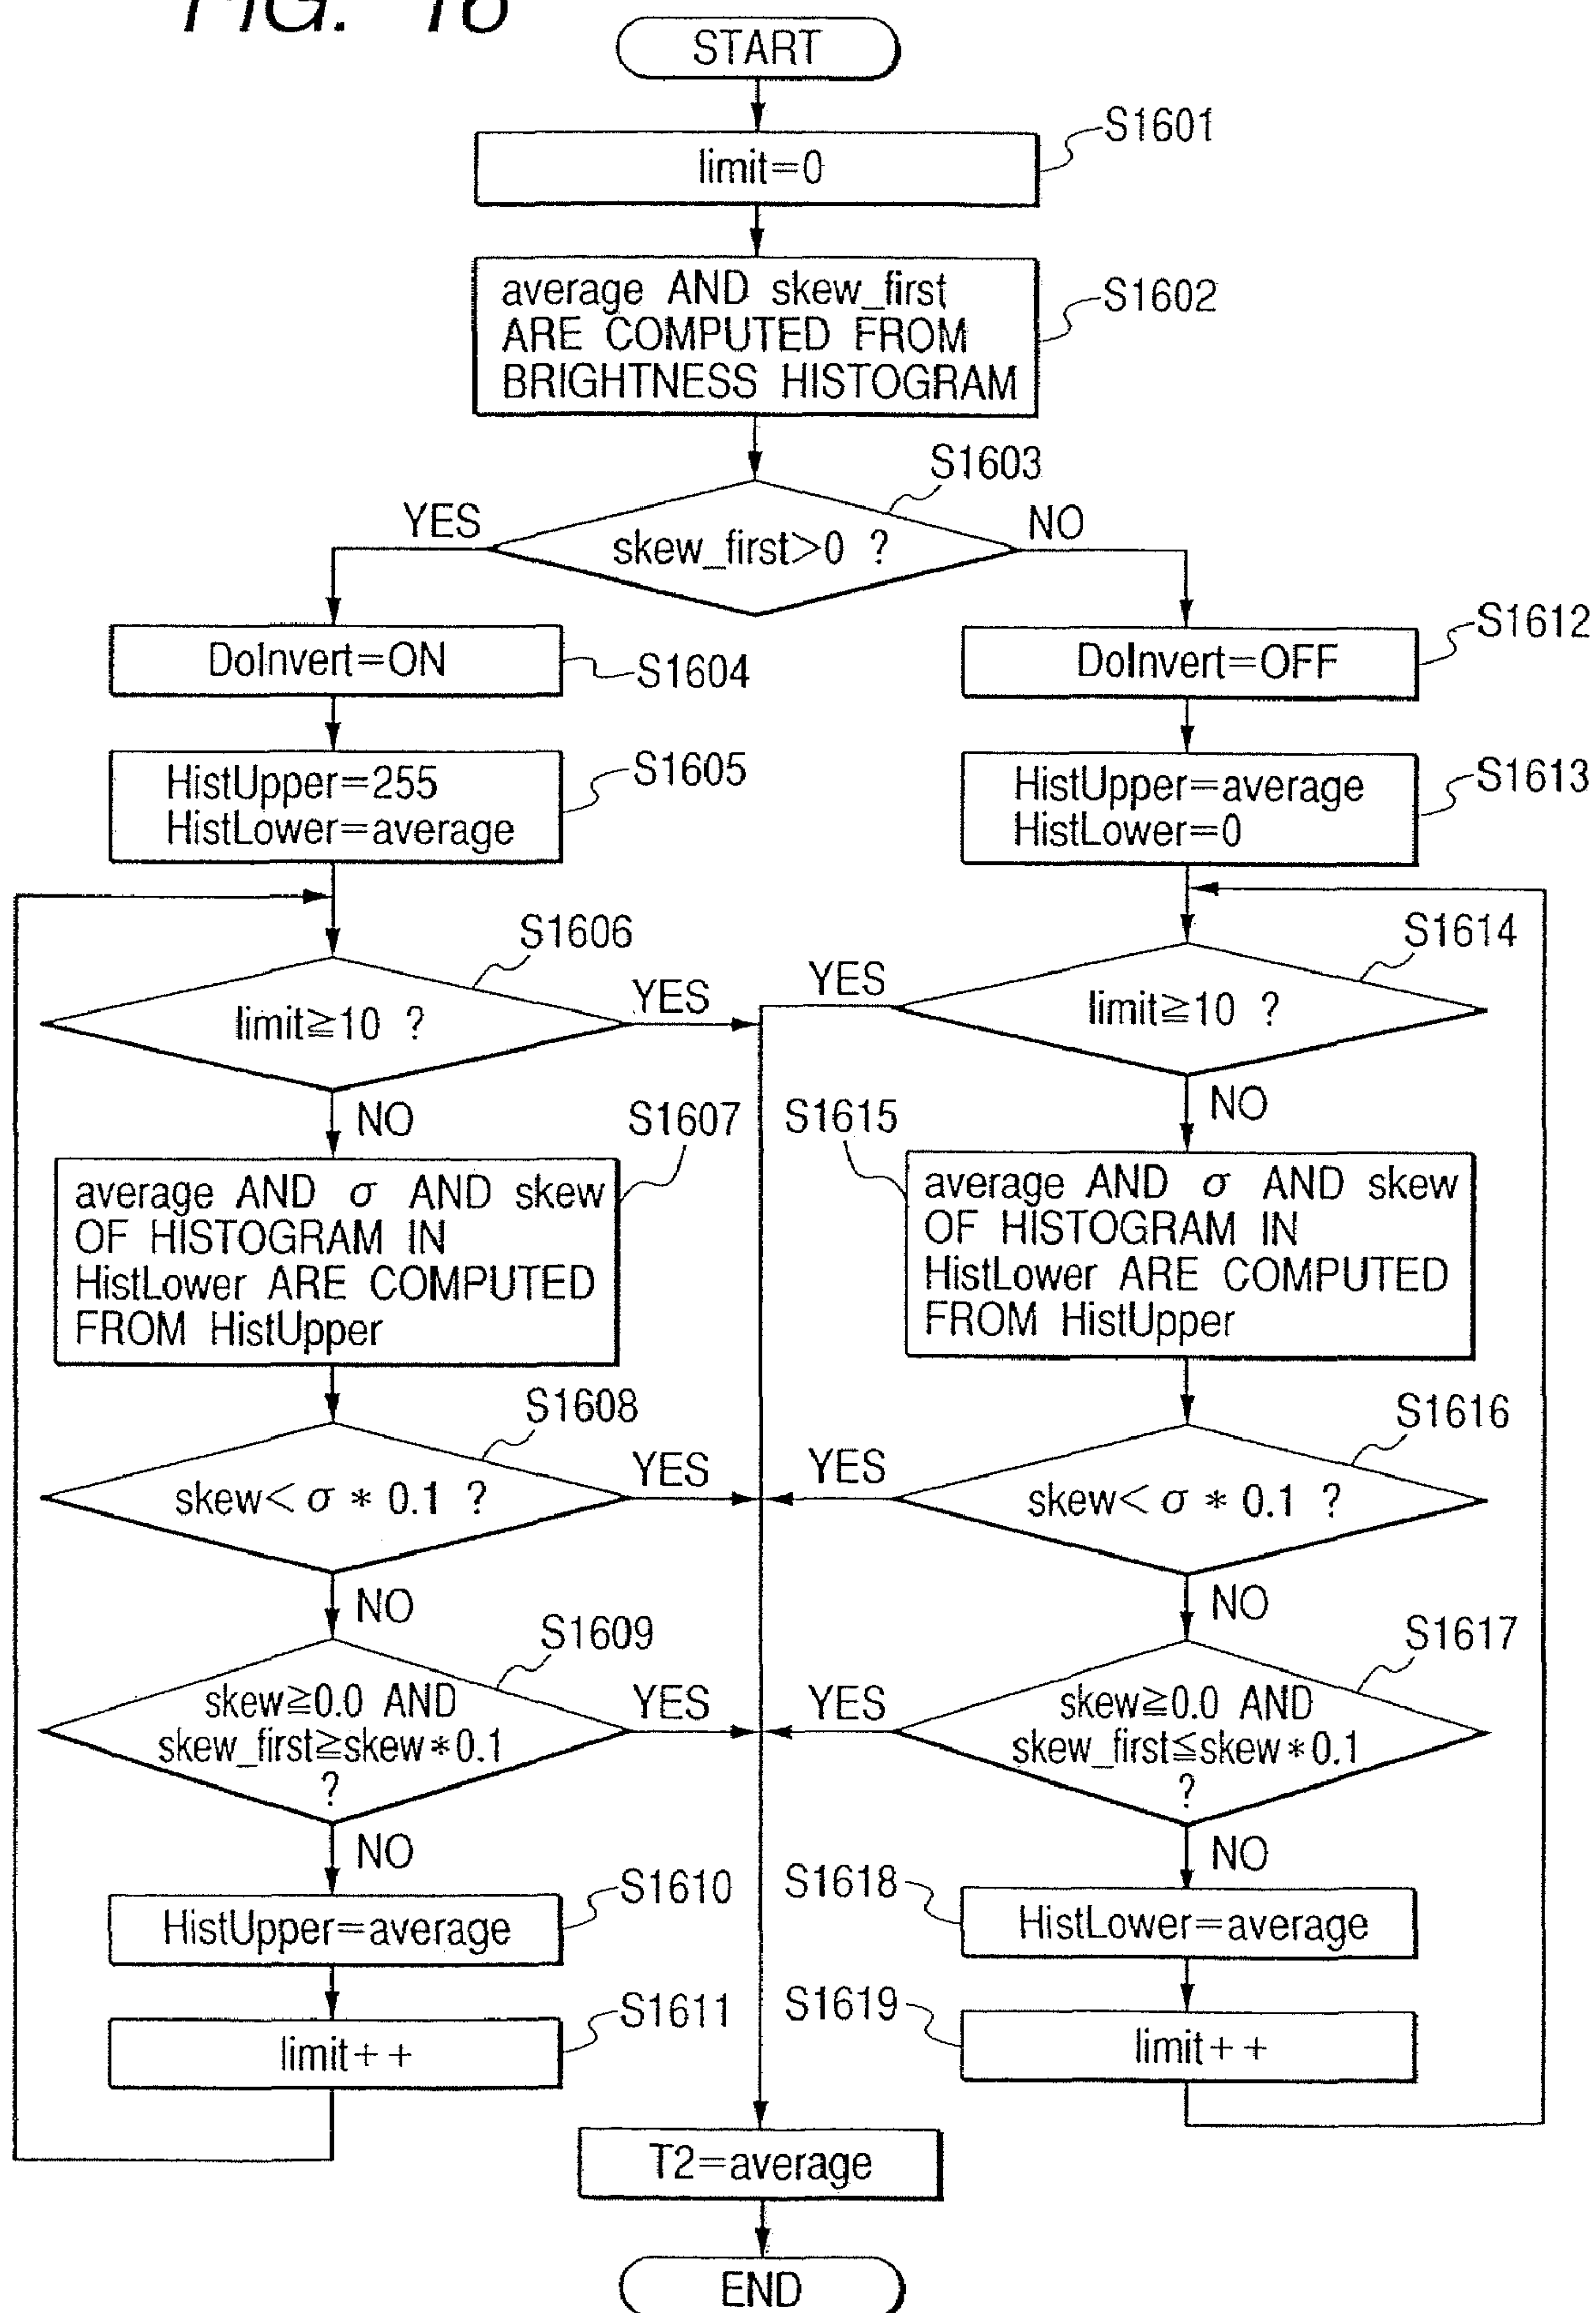 FIG. 16
START
limit=0
S1601
average AND skew_first
ARE COMPUTED FROM
BRIGHTNESS HISTOGRAM
S1602
S1603
skew_first>0 ?
YES
NO
DoInvert=ON
S1604
HistUpper=255
HistLower=average
S1605
S1606
limit≧10 ?
YES
NO
S1607
average AND σ AND skew
OF HISTOGRAM IN
HistLower ARE COMPUTED
FROM HistUpper
S1608
skew< σ * 0.1 ?
YES
NO
S1609
skew≧0.0 AND
skew_first≧skew*0.1
?
YES
NO
HistUpper=average
S1610
limit++
S1611
DoInvert=OFF
S1612
HistUpper=average
HistLower=0
S1613
S1614
limit≧10 ?
YES
NO
S1615
average AND σ AND skew
OF HISTOGRAM IN
HistLower ARE COMPUTED
FROM HistUpper
S1616
skew< σ * 0.1 ?
YES
NO
S1617
skew≧0.0 AND
skew_first≦skew*0.1
?
YES
NO
S1618
HistLower=average
S1619
limit++
T2=average
END